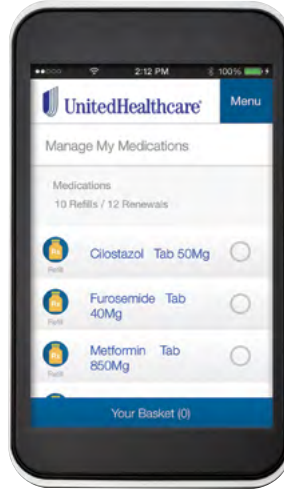 2:12 PM 100%
UnitedHealthcare® Menu
Manage My Medications
Medications
10 Refills / 12 Renewals
Rx
Cilostazol Tab 50Mg
Refill
Rx
Furosemide Tab
40Mg
Refill
Rx
Metformin Tab
850Mg
Refill
Your Basket (0)